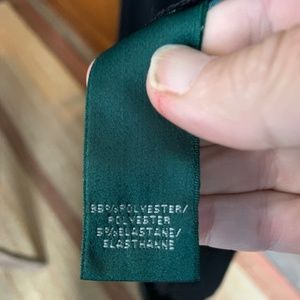 95%POLYESTER/
POLYESTER
5%ELASTANE/
ELASTHANNE